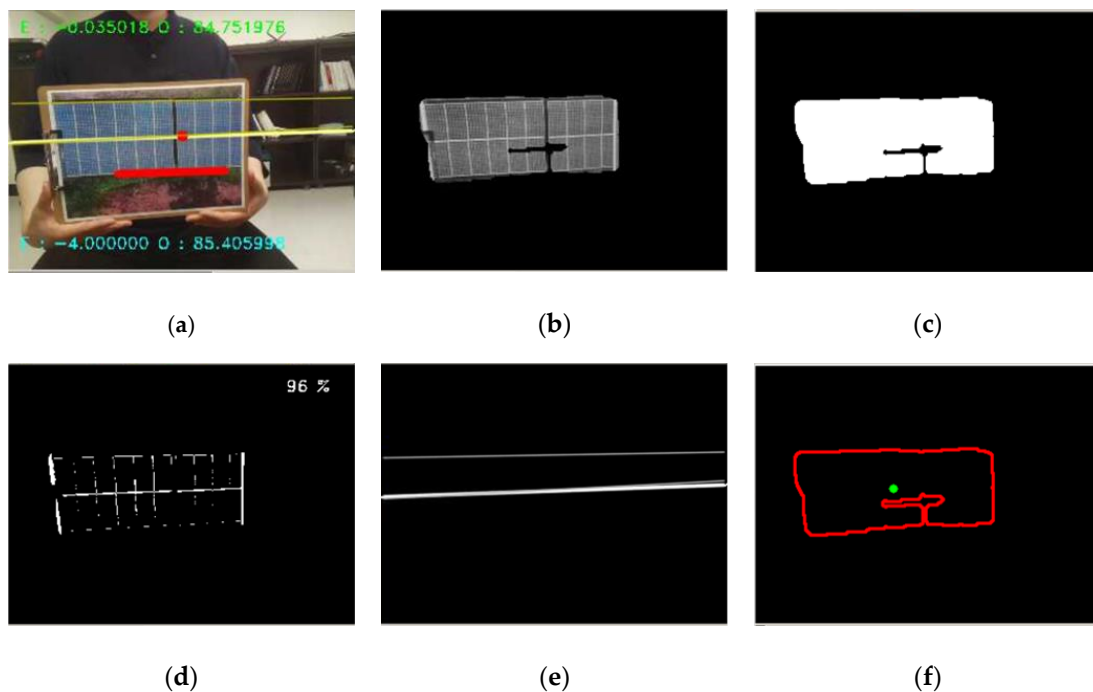 E : -0.035018 O : 84.751976
E : -4.000000 O : 85.405998
(a)
(b)
(c)
96 %
(d)
(e)
(f)